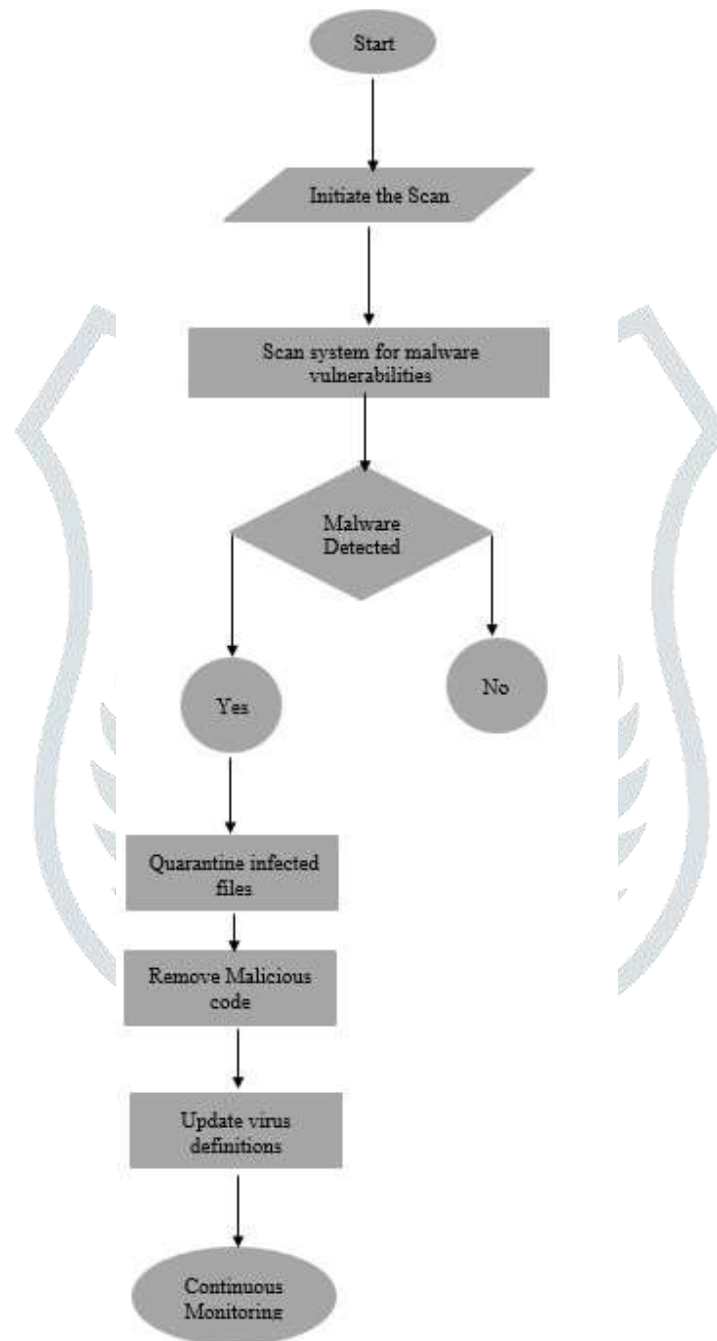 Start
Initiate the Scan
Scan system for malware
vulnerabilities
Malware
Detected
Yes
No
Quarantine infected
files
Remove Malicious
code
Update virus
definitions
Continuous
Monitoring